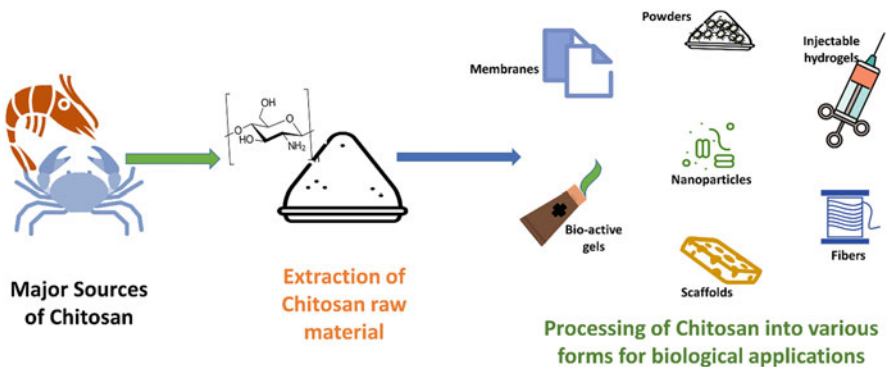 Major Sources
of Chitosan
OH
O
O
HO
NH₂
n
Extraction of
Chitosan raw
material
Membranes
Powders
Injectable
hydrogels
Nanoparticles
Bio-active
gels
Scaffolds
Fibers
Processing of Chitosan into various
forms for biological applications